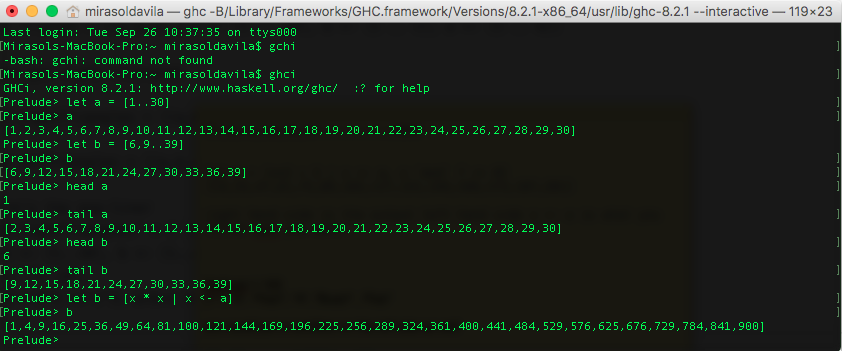 mirasoldavila — ghc -B/Library/Frameworks/GHC.framework/Versions/8.2.1-x86_64/usr/lib/ghc-8.2.1 --interactive — 119×23
Last login: Tue Sep 26 10:37:35 on ttys000
[Mirasols-MacBook-Pro:~ mirasoldavila$ gchi ]
-bash: gchi: command not found
[Mirasols-MacBook-Pro:~ mirasoldavila$ ghci ]
GHCi, version 8.2.1: http://www.haskell.org/ghc/  :? for help
[Prelude> let a = [1..30] ]
[Prelude> a ]
[1,2,3,4,5,6,7,8,9,10,11,12,13,14,15,16,17,18,19,20,21,22,23,24,25,26,27,28,29,30]
Prelude> let b = [6,9..39]
[Prelude> b ]
[[6,9,12,15,18,21,24,27,30,33,36,39] ]
[Prelude> head a ]
1
[Prelude> tail a ]
[2,3,4,5,6,7,8,9,10,11,12,13,14,15,16,17,18,19,20,21,22,23,24,25,26,27,28,29,30]
[Prelude> head b ]
6
[Prelude> tail b ]
[9,12,15,18,21,24,27,30,33,36,39]
[Prelude> let b = [x * x | x <- a] ]
[Prelude> b ]
[1,4,9,16,25,36,49,64,81,100,121,144,169,196,225,256,289,324,361,400,441,484,529,576,625,676,729,784,841,900]
Prelude>